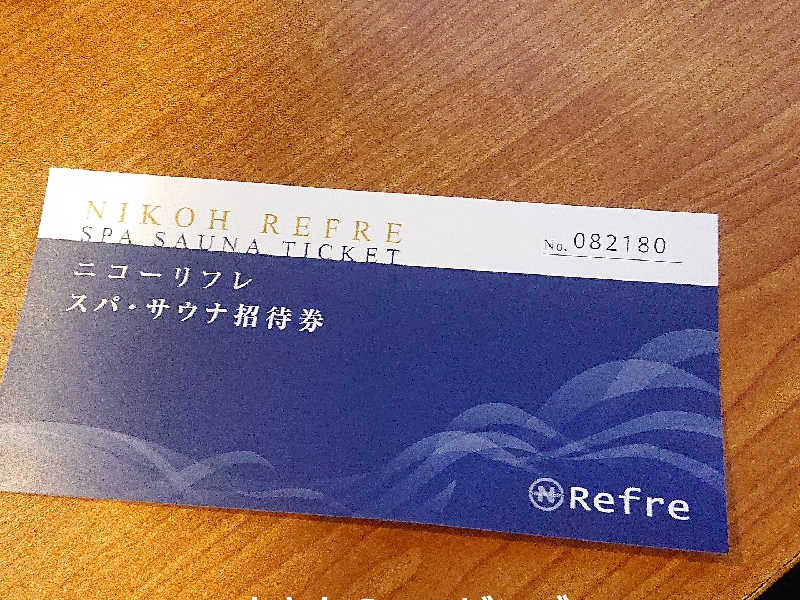 NIKOH REFRE
SPA SAUNA TICKET
No. 082180
ニコーリフレ
スパ・サウナ招待券
N Refre